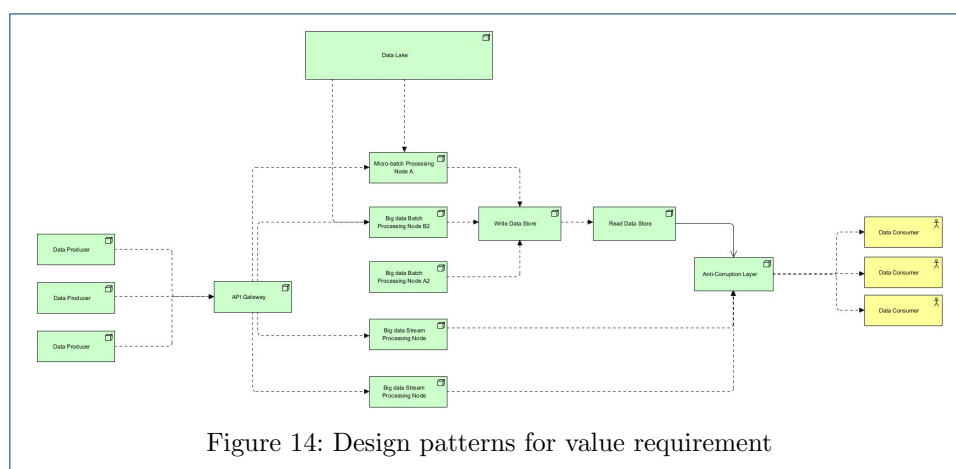 Data Lake
Micro-batch Processing
Node A
Big data Batch
Processing Node B2
Write Data Store
Read Data Store
Data Consumer
Data Producer
Big data Batch
Processing Node A2
Anti-Corruption Layer
Data Consumer
Data Producer
API Gateway
Data Consumer
Data Producer
Big data Stream
Processing Node
Big data Stream
Processing Node
Figure 14: Design patterns for value requirement